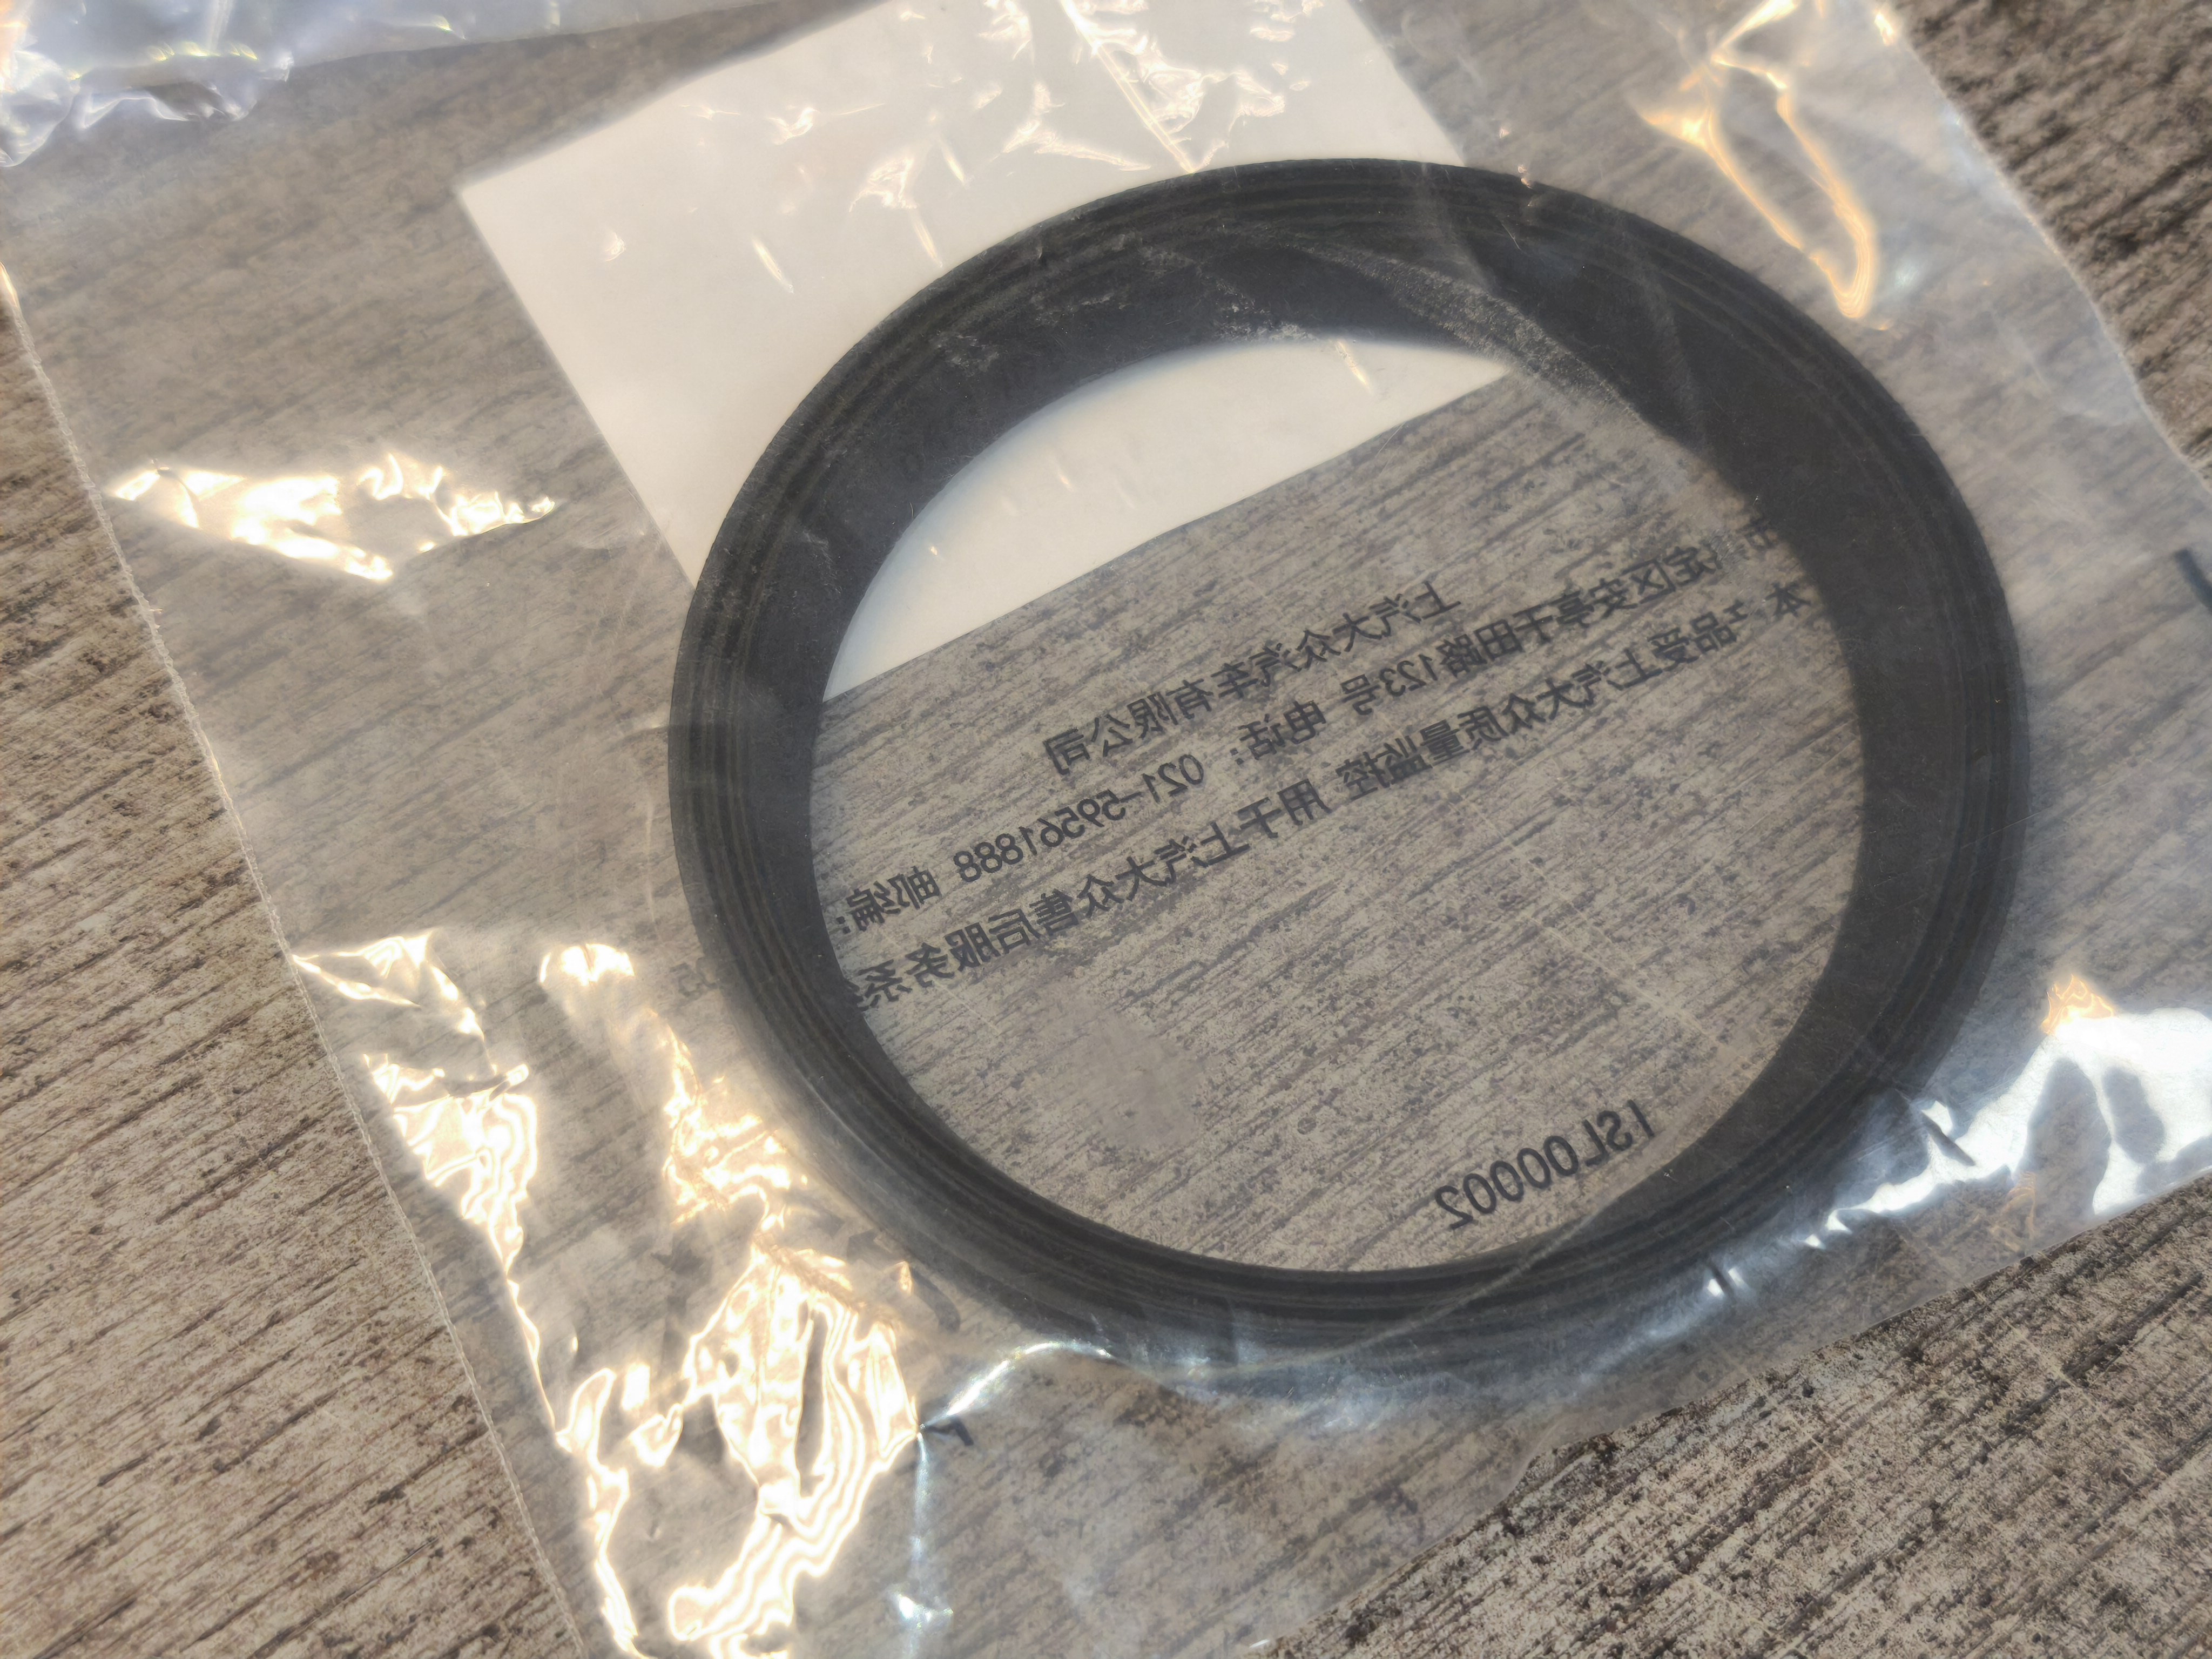 上汽大众汽车有限公司
定区安亭于田路123号 电话：021-59561888 邮编：
本产品受上汽大众质量监控 用于上汽大众售后服务系
ISL00002